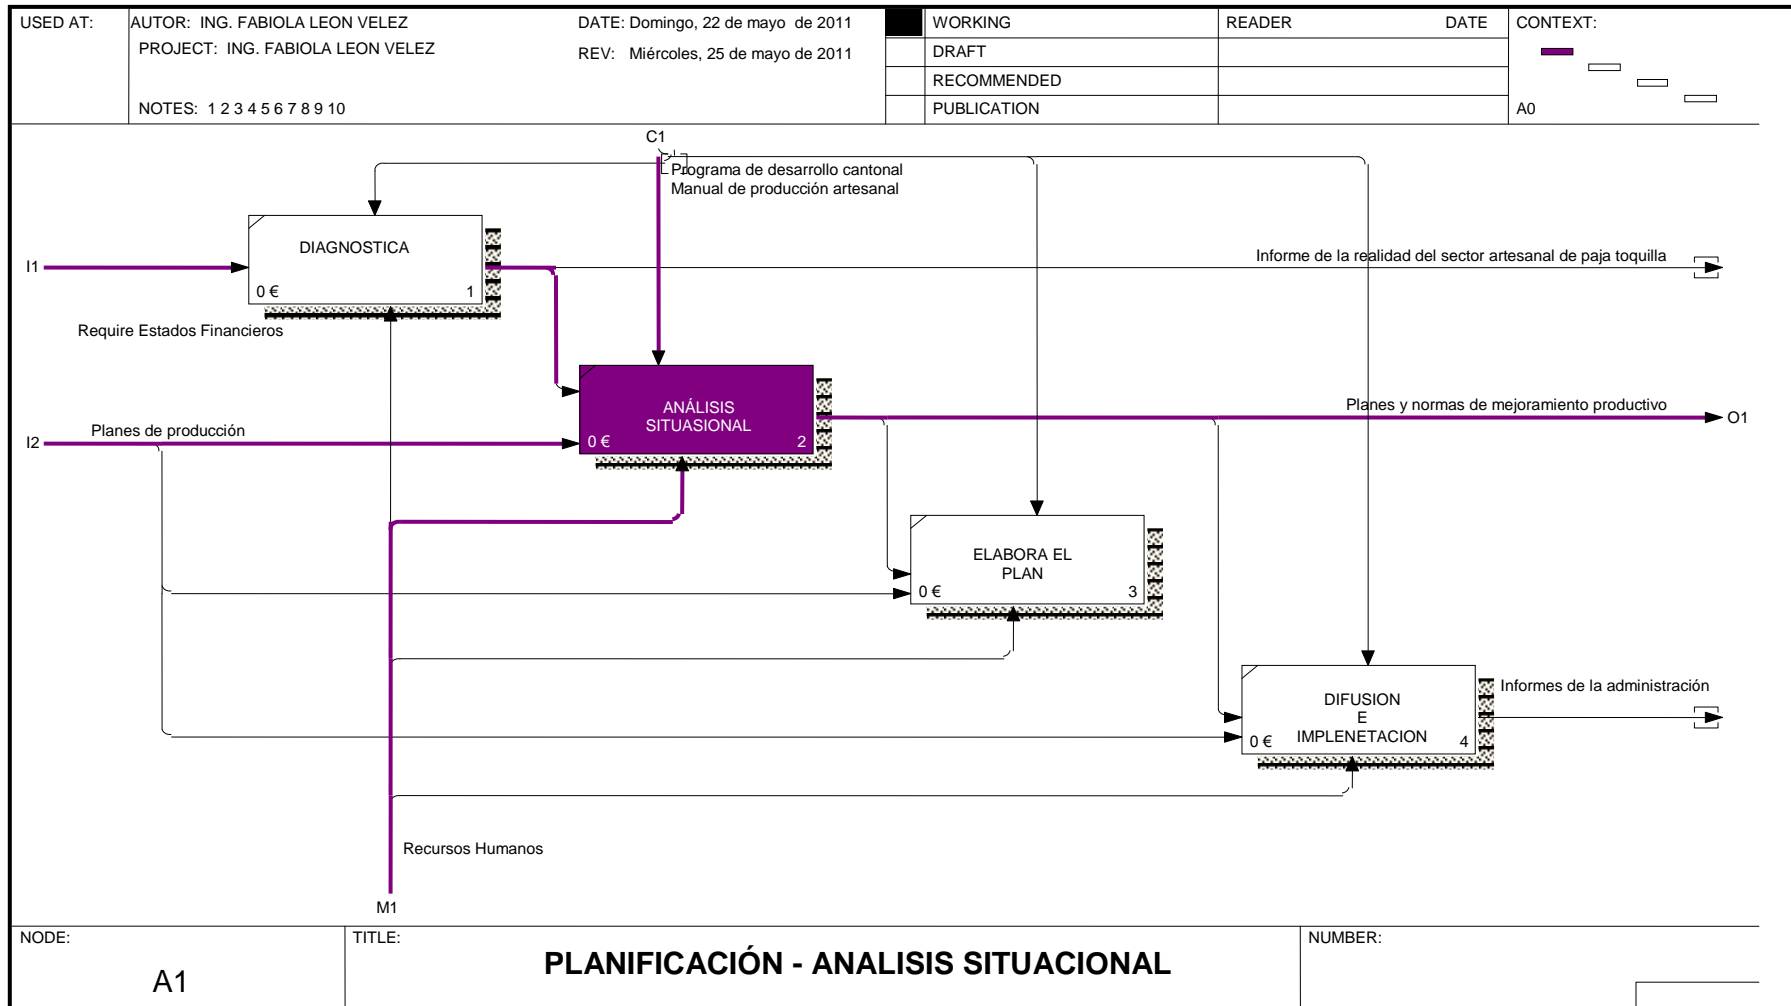 USED AT:
AUTOR: ING. FABIOLA LEON VELEZ
DATE: Domingo, 22 de mayo de 2011
WORKING
READER
DATE
CONTEXT:
PROJECT: ING. FABIOLA LEON VELEZ
REV: Miércoles, 25 de mayo de 2011
DRAFT
RECOMMENDED
NOTES: 1 2 3 4 5 6 7 8 9 10
PUBLICATION
A0
C1
Programa de desarrollo cantonal
Manual de producción artesanal
DIAGNOSTICA
0 €
1
I1
Informe de la realidad del sector artesanal de paja toquilla
Require Estados Financieros
ANÁLISIS
SITUASIONAL
0 €
2
Planes y normas de mejoramiento productivo
O1
I2
Planes de producción
ELABORA EL
PLAN
0 €
3
DIFUSION
E
IMPLENETACION
0 €
4
Informes de la administración
Recursos Humanos
M1
NODE:
A1
TITLE:
PLANIFICACIÓN - ANALISIS SITUACIONAL
NUMBER: